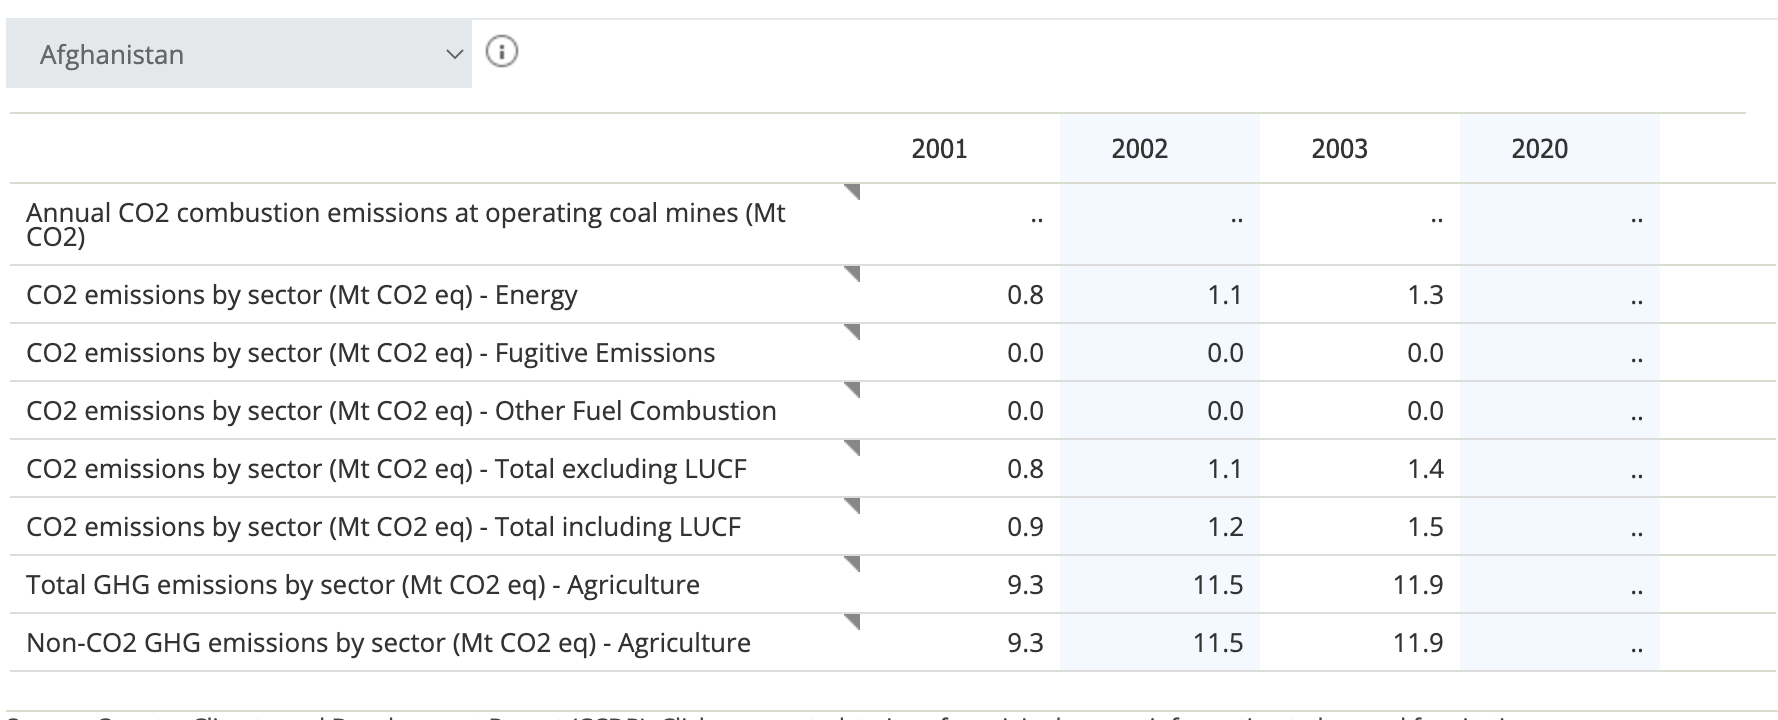 Afghanistan
2001 2002 2003 2020
Annual CO2 combustion emissions at operating coal mines (Mt
CO2) .. .. .. ..
CO2 emissions by sector (Mt CO2 eq) - Energy 0.8 1.1 1.3 ..
CO2 emissions by sector (Mt CO2 eq) - Fugitive Emissions 0.0 0.0 0.0 ..
CO2 emissions by sector (Mt CO2 eq) - Other Fuel Combustion 0.0 0.0 0.0 ..
CO2 emissions by sector (Mt CO2 eq) - Total excluding LUCF 0.8 1.1 1.4 ..
CO2 emissions by sector (Mt CO2 eq) - Total including LUCF 0.9 1.2 1.5 ..
Total GHG emissions by sector (Mt CO2 eq) - Agriculture 9.3 11.5 11.9 ..
Non-CO2 GHG emissions by sector (Mt CO2 eq) - Agriculture 9.3 11.5 11.9 ..